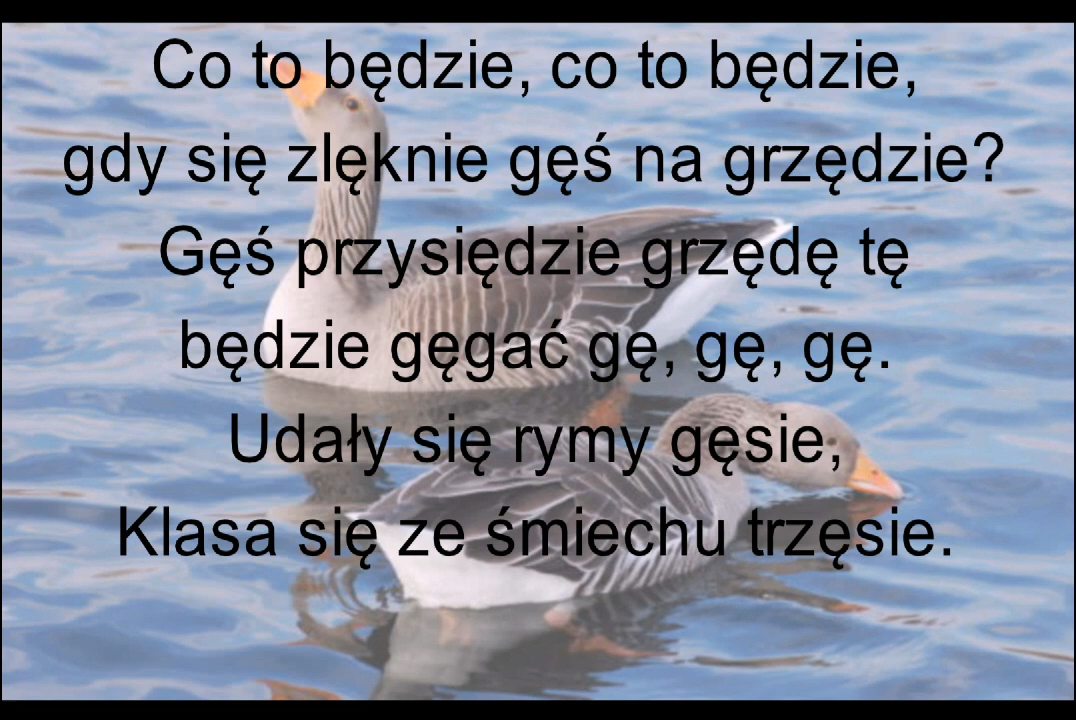 Co to będzie, co to będzie,
gdy się zlęknie gęś na grzędzie?
Gęś przysiędzie grzędę tę
będzie gęgać gę, gę, gę.
Udały się rymy gęsie,
Klasa się ze śmiechu trzęsie.